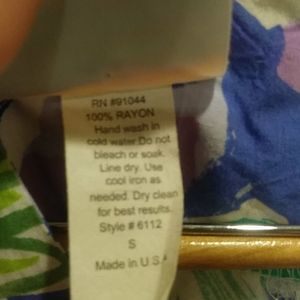 RN #91044
100% RAYON
Hand wash in
cold water Do not
bleach or soak.
Line dry. Use
cool iron as
needed. Dry clean
for best results.
Style # 6112
S
Made in U.S.A